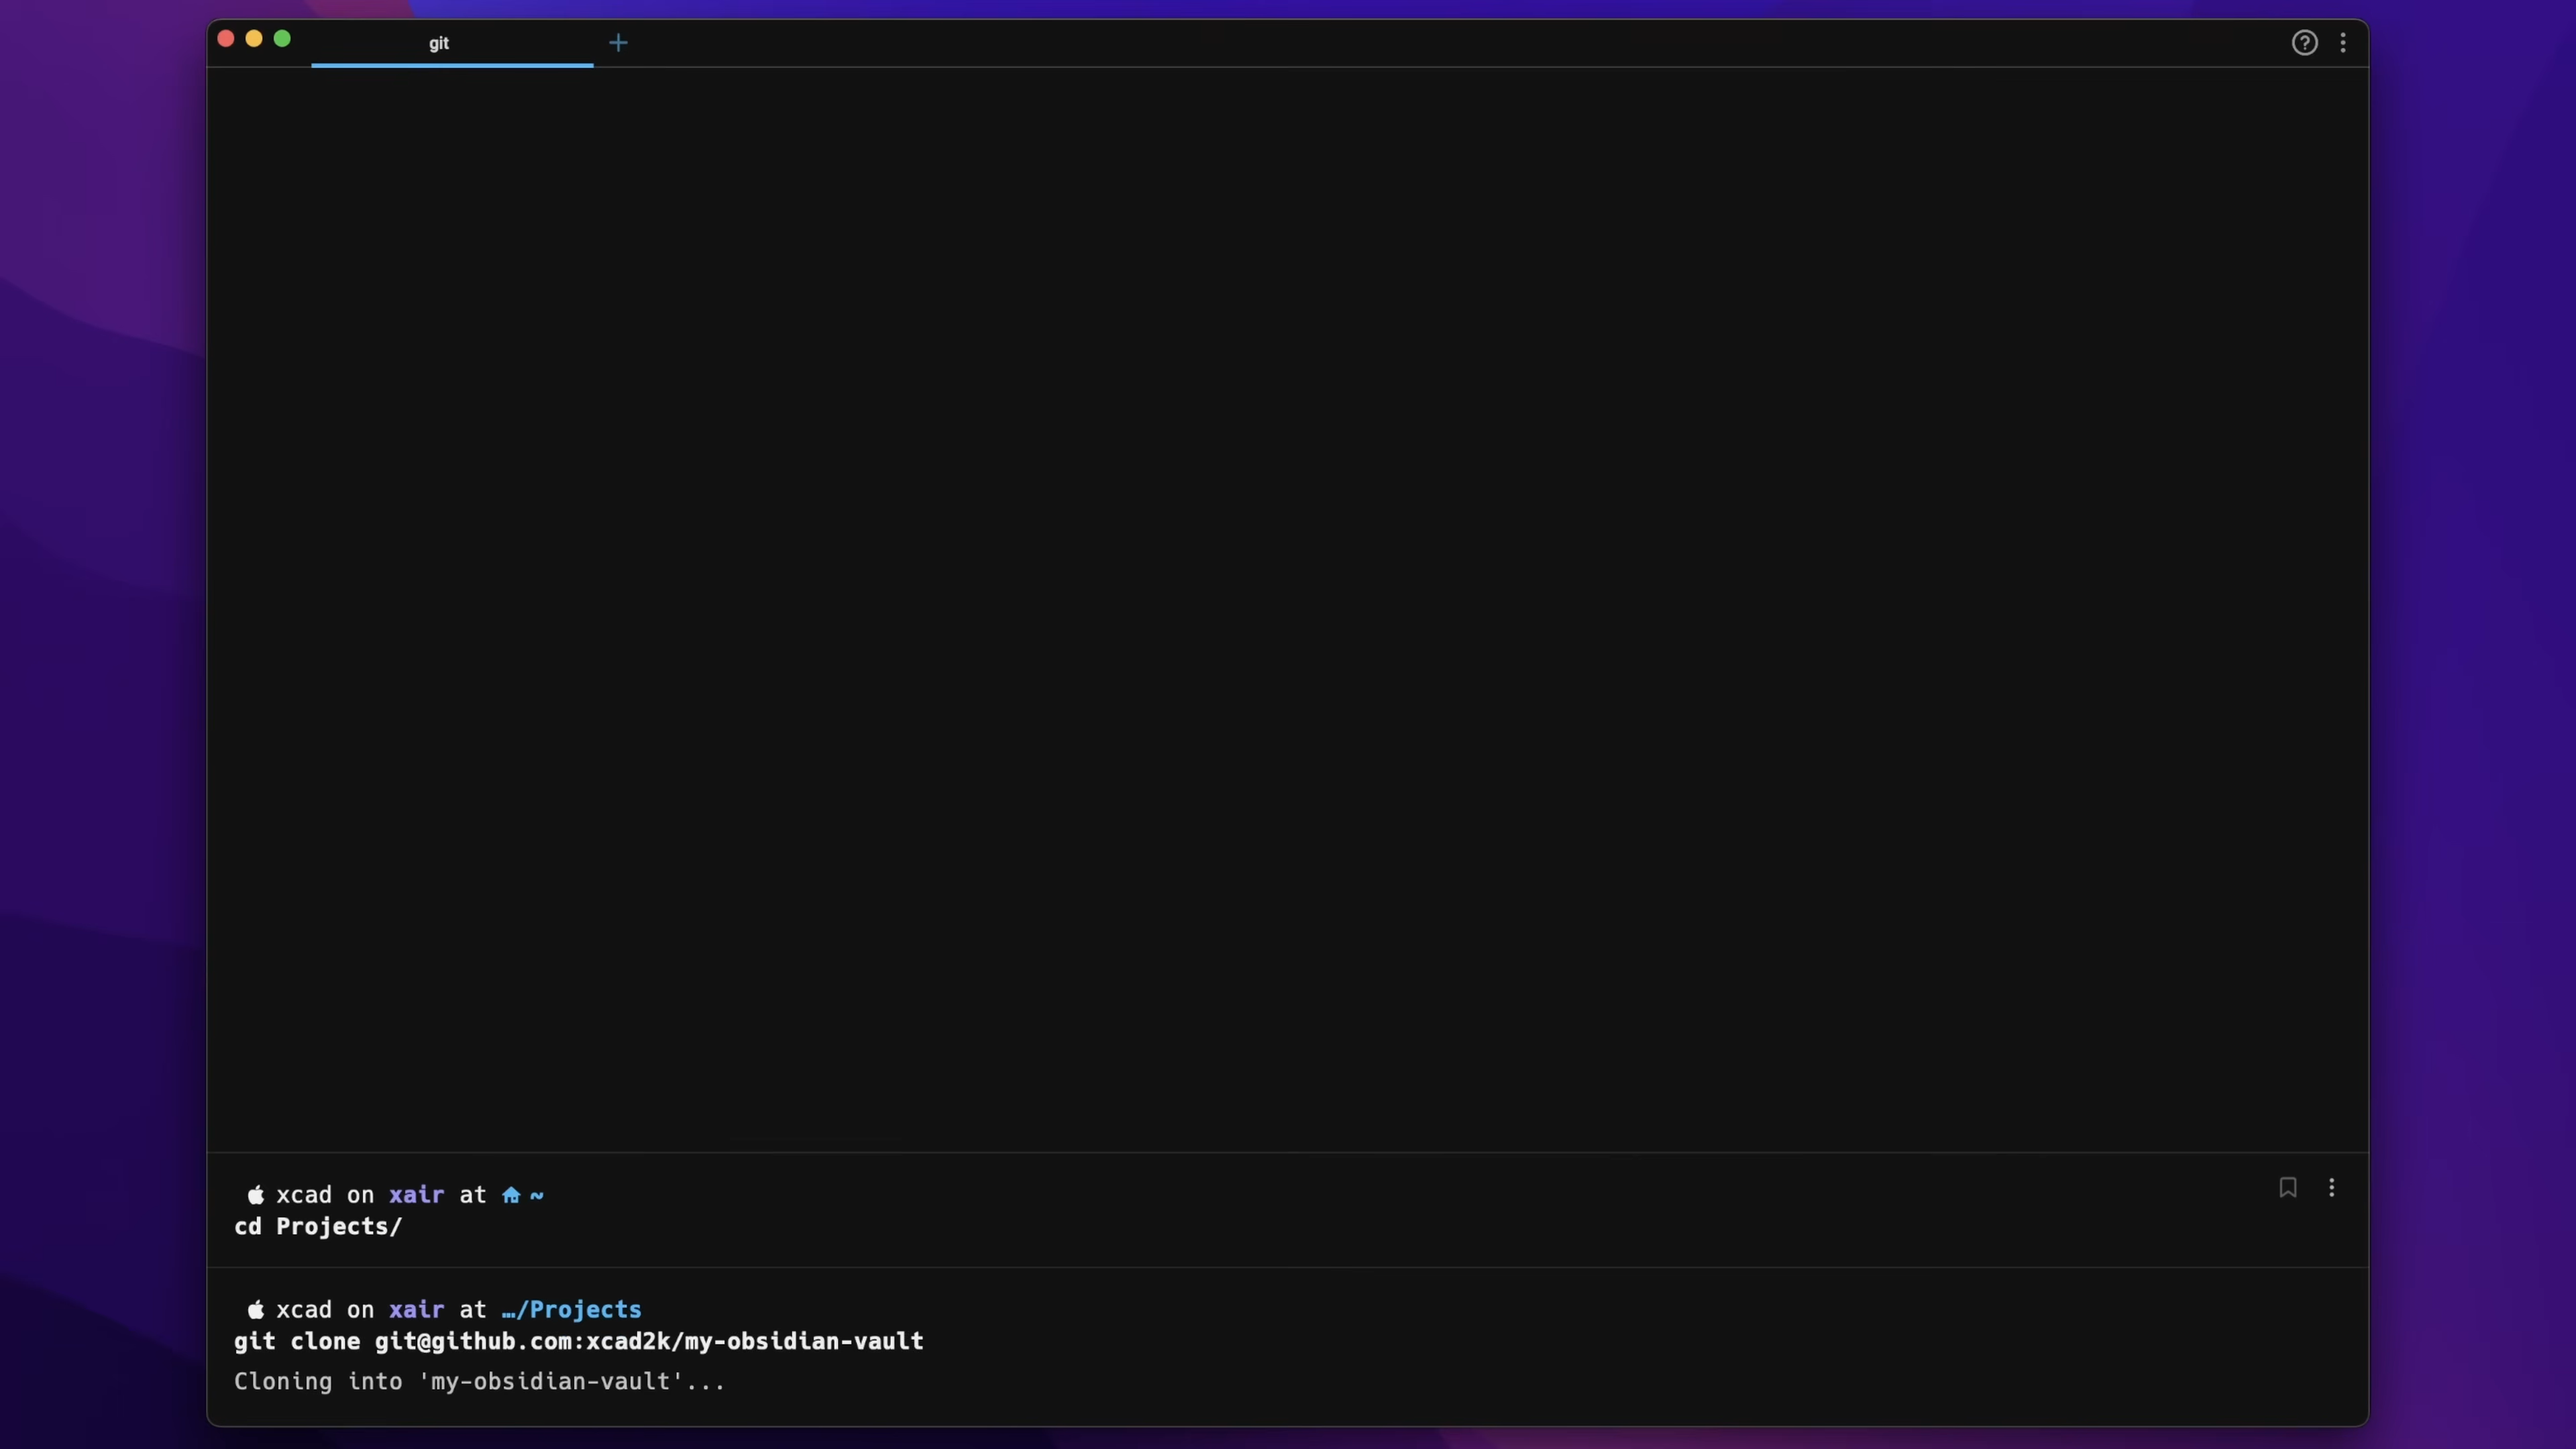 git
xcad on xair at ~
cd Projects/
xcad on xair at …/Projects
git clone git@github.com:xcad2k/my-obsidian-vault
Cloning into 'my-obsidian-vault'...